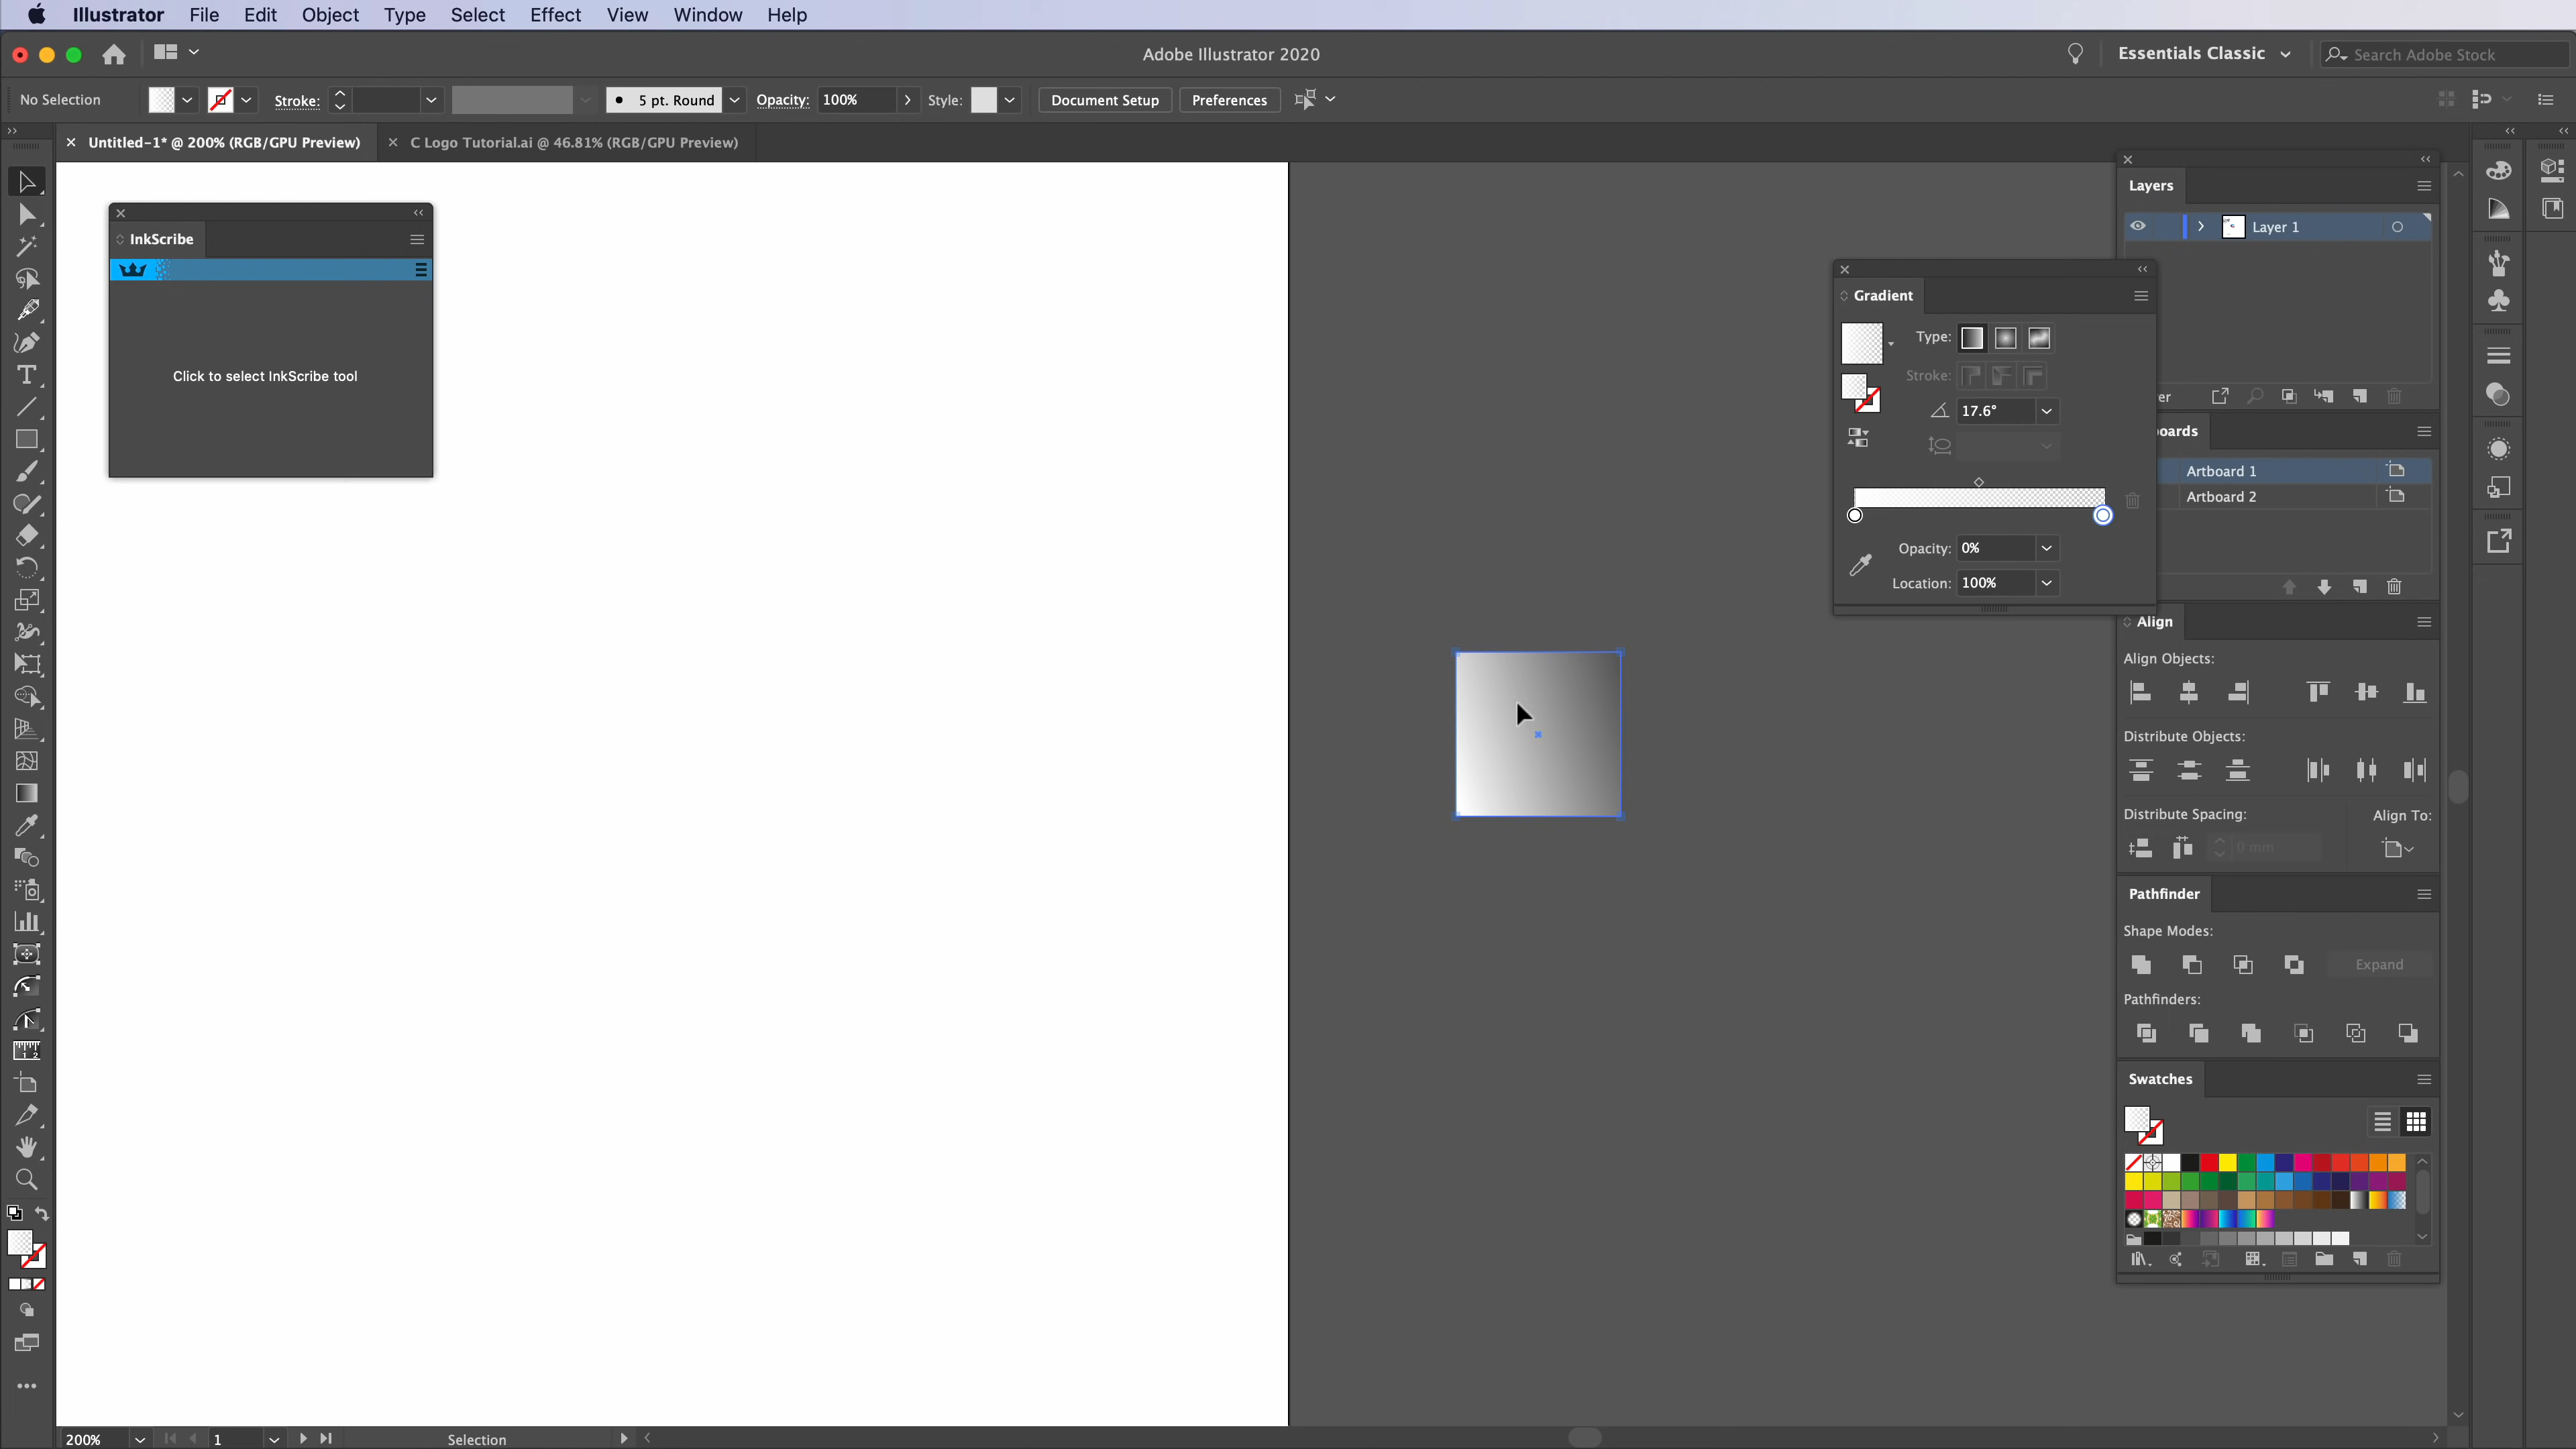 Illustrator File Edit Object Type Select Effect View Window Help
Adobe Illustrator 2020
Essentials Classic
Search Adobe Stock
No Selection
Stroke:
5 pt. Round
Opacity: 100%
Style:
Document Setup
Preferences
Untitled-1* @ 200% (RGB/GPU Preview)
C Logo Tutorial.ai @ 46.81% (RGB/GPU Preview)
InkScribe
Click to select InkScribe tool
Layers
Layer 1
er
Gradient
Type:
Stroke:
17.6°
Opacity: 0%
Location: 100%
oards
Artboard 1
Artboard 2
Align
Align Objects:
Distribute Objects:
Distribute Spacing:
Align To:
0 mm
Pathfinder
Shape Modes:
Expand
Pathfinders:
Swatches
200%
1
Selection